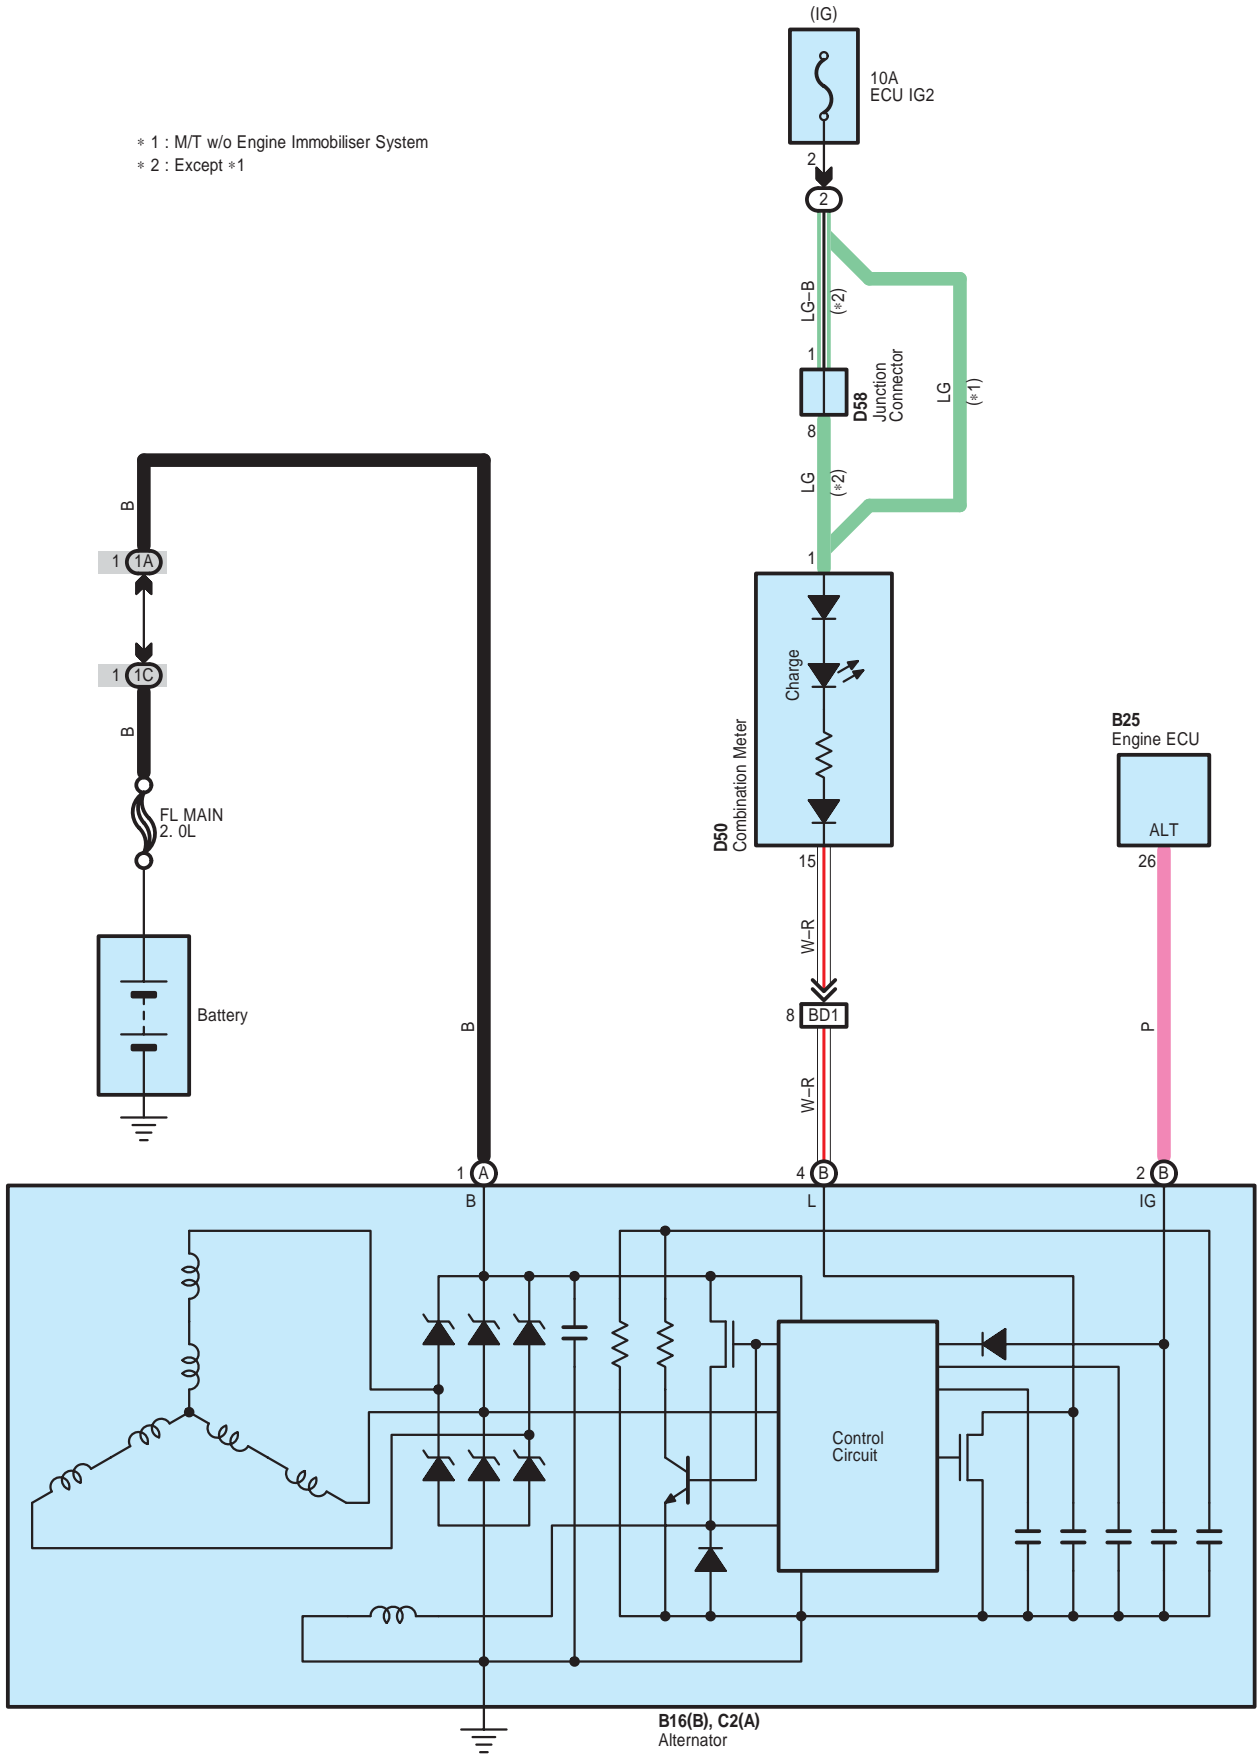 (IG)
10A
ECU IG2
∗ 1 : M/T w/o Engine Immobiliser System
∗ 2 : Except ∗1
2
2
LG–B
(∗2)
1
D58
Junction
Connector
8
LG
(∗1)
LG
(∗2)
B
1 1A
1 1C
B
FL MAIN
2. 0L
Battery
B
1
Charge
D50
Combination Meter
15
W–R
8 BD1
W–R
B25
Engine ECU
ALT
26
P
1 A
B
4 B
L
2 B
IG
Control
Circuit
B16(B), C2(A)
Alternator